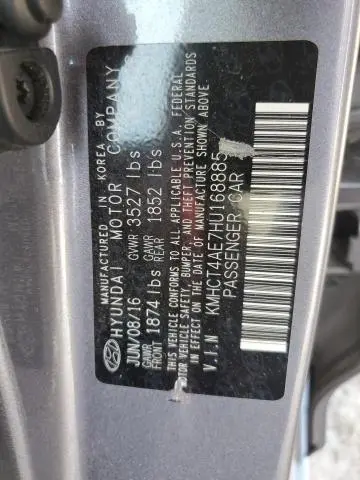 MANUFACTURED IN KOREA BY
HYUNDAI MOTOR COMPANY
JUN/08/16 GVWR 3527 lbs
GAWR FRONT 1874 lbs GAWR REAR 1852 lbs
THIS VEHICLE CONFORMS TO ALL APPLICABLE U.S.A. FEDERAL
MOTOR VEHICLE SAFETY, BUMPER, AND THEFT PREVENTION STANDARDS
IN EFFECT ON THE DATE OF MANUFACTURE SHOWN ABOVE
V.I.N KMHCT4AE7HU168885
PASSENGER CAR